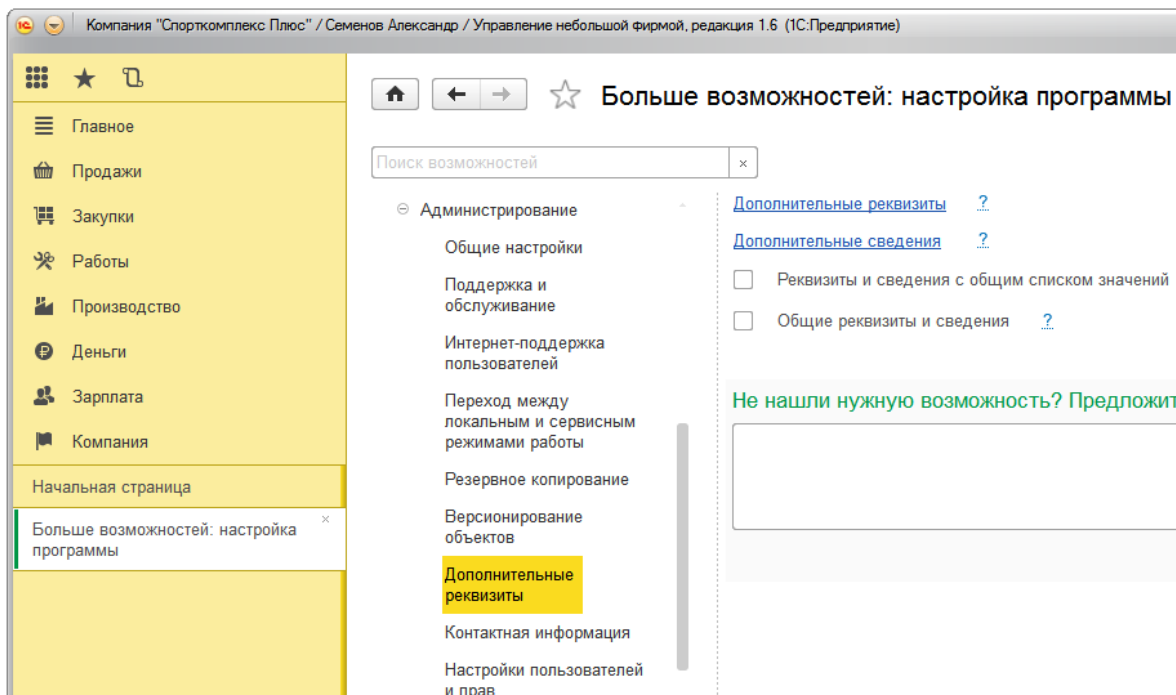 Компания "Спорткомплекс Плюс" / Семенов Александр / Управление небольшой фирмой, редакция 1.6 (1С:Предприятие)
Главное
Продажи
Закупки
Работы
Производство
Деньги
Зарплата
Компания
Начальная страница
Больше возможностей: настройка
программы
Больше возможностей: настройка программы
Поиск возможностей
Администрирование
Общие настройки
Поддержка и
обслуживание
Интернет-поддержка
пользователей
Переход между
локальным и сервисным
режимами работы
Резервное копирование
Версионирование
объектов
Дополнительные
реквизиты
Контактная информация
Настройки пользователей
и прав
Дополнительные реквизиты ?
Дополнительные сведения ?
Реквизиты и сведения с общим списком значений
Общие реквизиты и сведения ?
Не нашли нужную возможность? Предложит